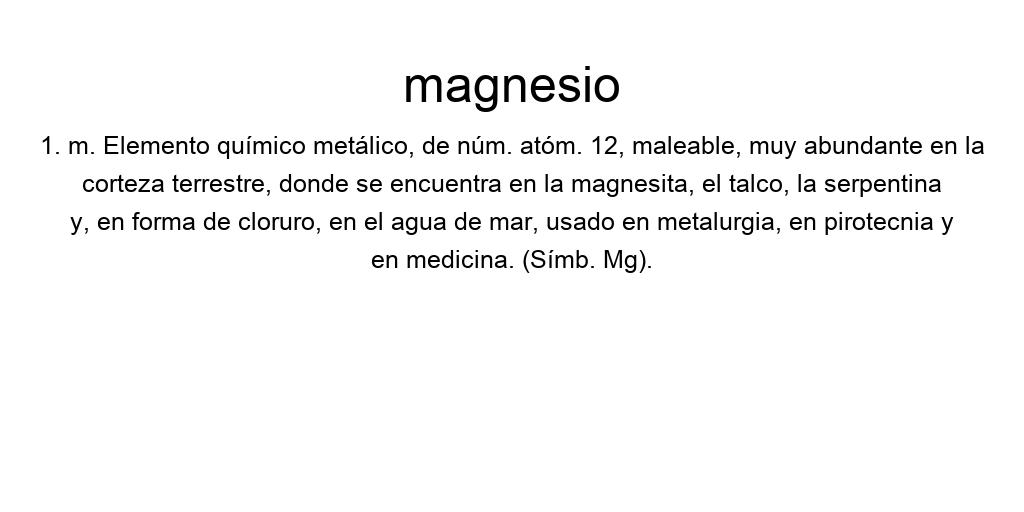 magnesio
1. m. Elemento químico metálico, de núm. atóm. 12, maleable, muy abundante en la
corteza terrestre, donde se encuentra en la magnesita, el talco, la serpentina
y, en forma de cloruro, en el agua de mar, usado en metalurgia, en pirotecnia y
en medicina. (Símb. Mg).